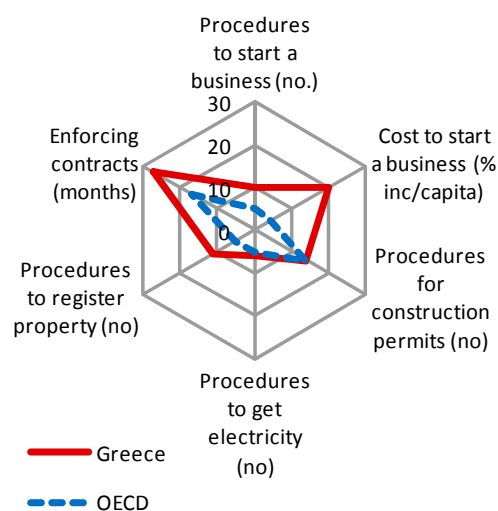 Procedures
to start a
business (no.)
30
20
10
0
Cost to start
a business (%
inc/capita)
Procedures
for
construction
permits (no)
Procedures
to get
electricity
(no)
Procedures
to register
property (no)
Enforcing
contracts
(months)
Greece
OECD